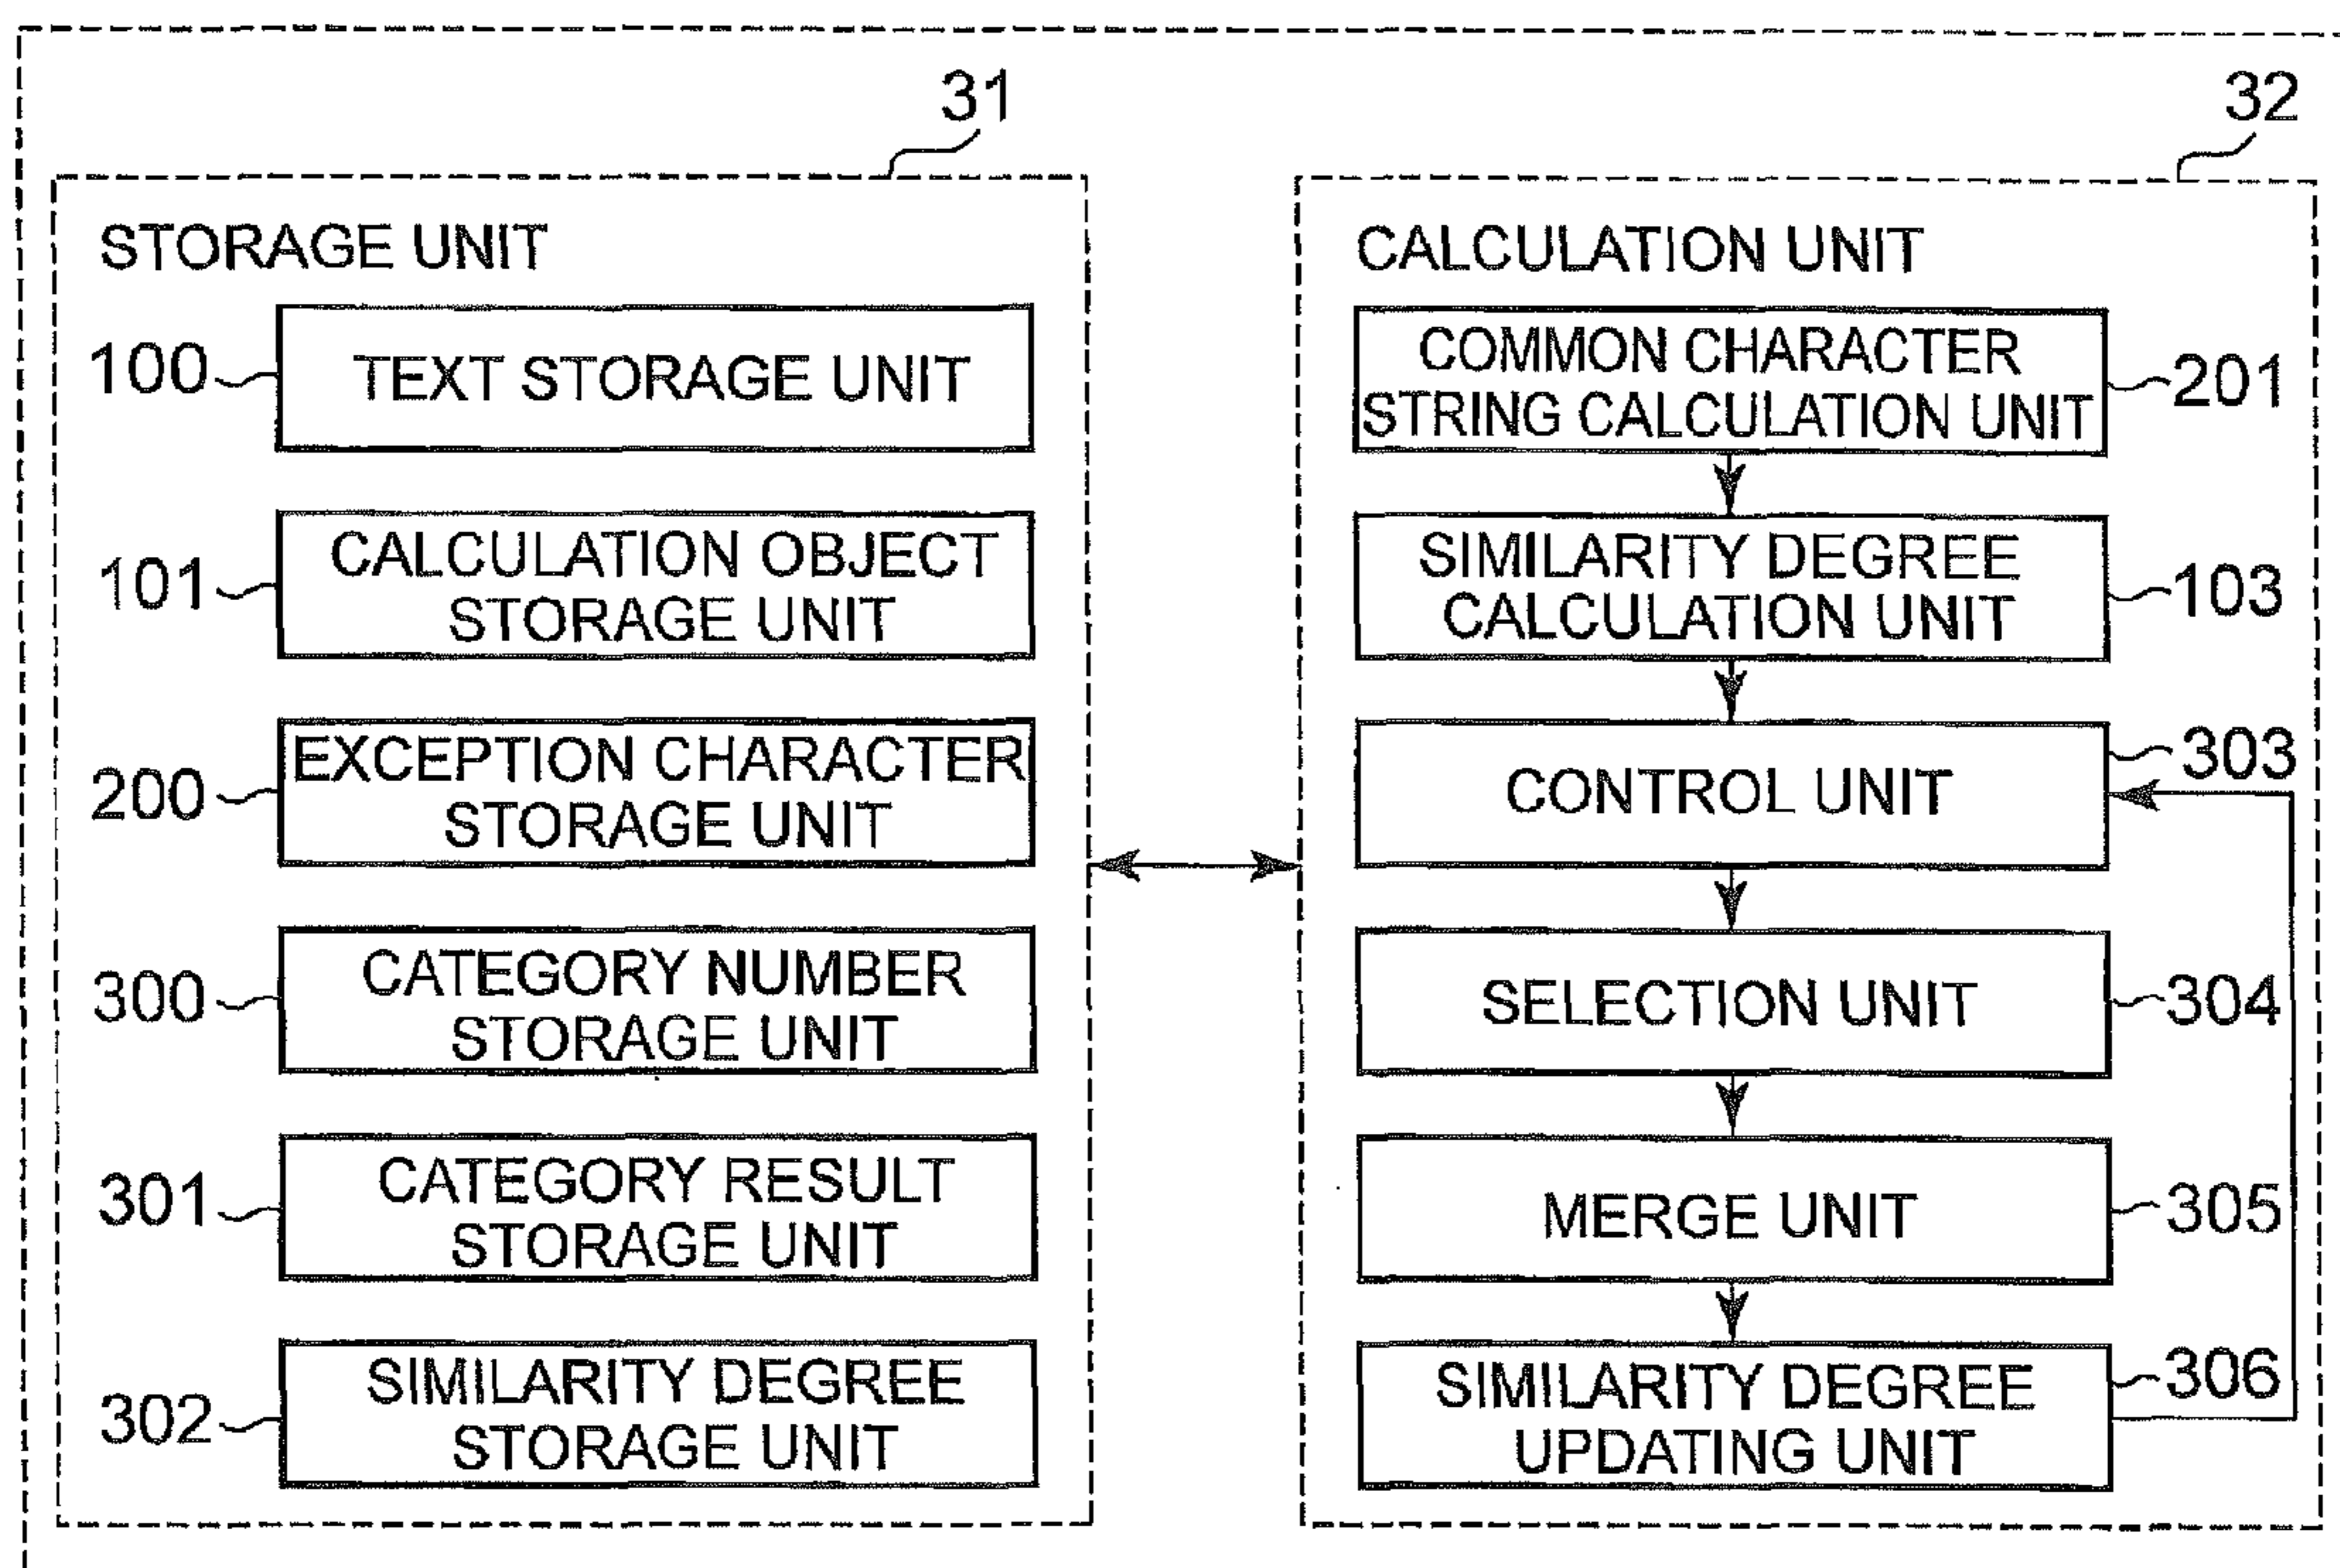 31
STORAGE UNIT
100
TEXT STORAGE UNIT
101
CALCULATION OBJECT
STORAGE UNIT
200
EXCEPTION CHARACTER
STORAGE UNIT
300
CATEGORY NUMBER
STORAGE UNIT
301
CATEGORY RESULT
STORAGE UNIT
302
SIMILARITY DEGREE
STORAGE UNIT
32
CALCULATION UNIT
COMMON CHARACTER
STRING CALCULATION UNIT
201
SIMILARITY DEGREE
CALCULATION UNIT
103
CONTROL UNIT
303
SELECTION UNIT
304
MERGE UNIT
305
SIMILARITY DEGREE
UPDATING UNIT
306